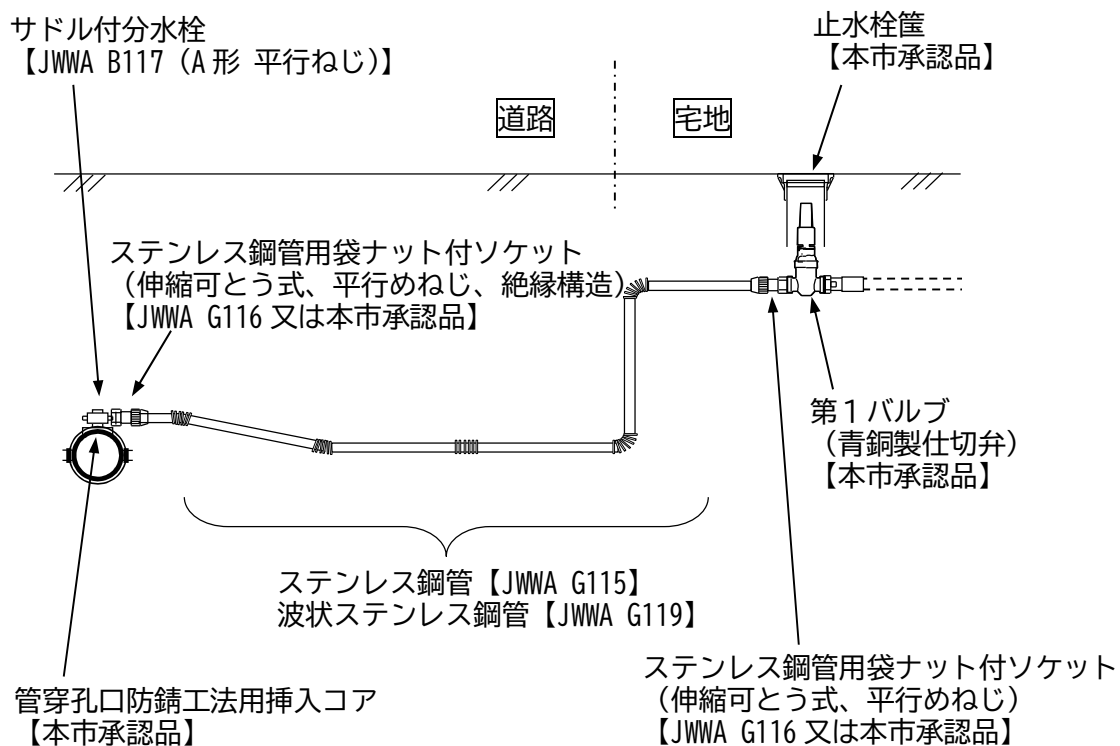 サドル付分水栓
【JWWA B117（A形 平行ねじ）】
止水栓筐
【本市承認品】
道路
宅地
ステンレス鋼管用袋ナット付ソケット
（伸縮可とう式、平行めねじ、絶縁構造）
【JWWA G116 又は本市承認品】
第１バルブ
（青銅製仕切弁）
【本市承認品】
ステンレス鋼管【JWWA G115】
波状ステンレス鋼管【JWWA G119】
管穿孔口防錆工法用挿入コア
【本市承認品】
ステンレス鋼管用袋ナット付ソケット
（伸縮可とう式、平行めねじ）
【JWWA G116 又は本市承認品】